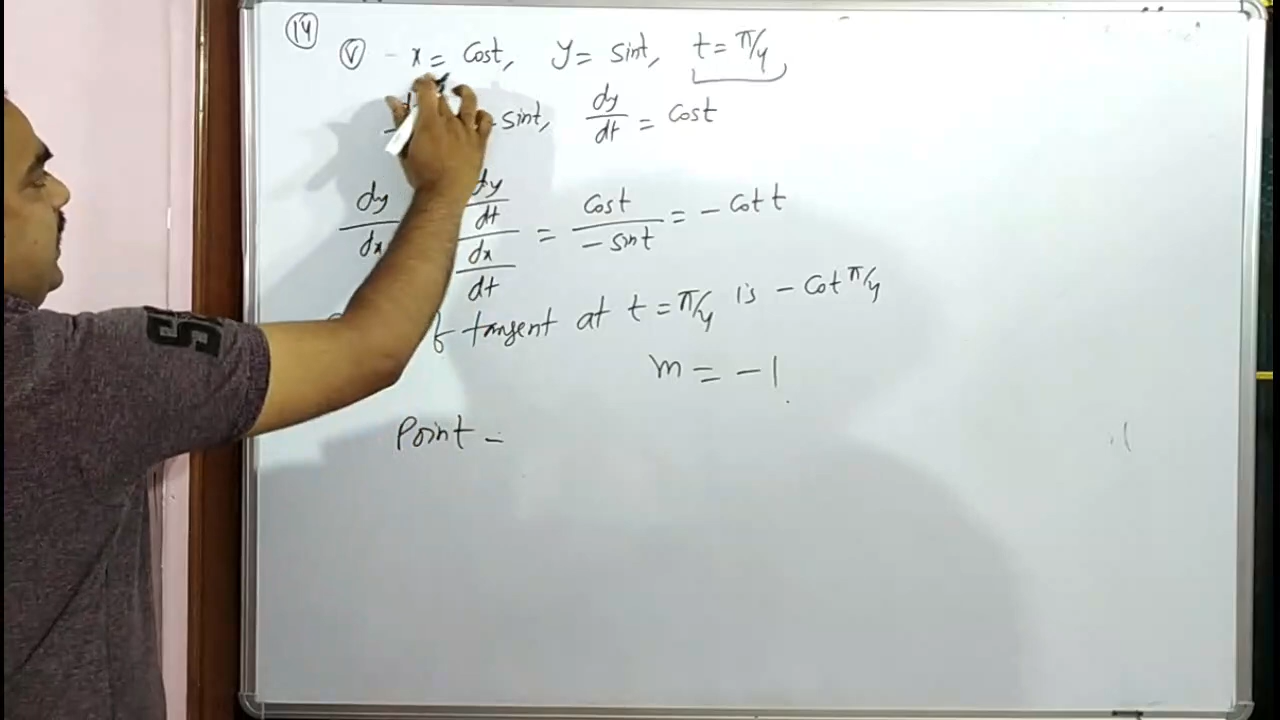 14
V - x = Cost, y = sint, t = π/4
- sint, dy/dt = Cost
dy/dx dy/dt / dx/dt = Cost / - sint = - Cot t
tangent at t = π/4 is - Cot π/4
m = -1
Point -